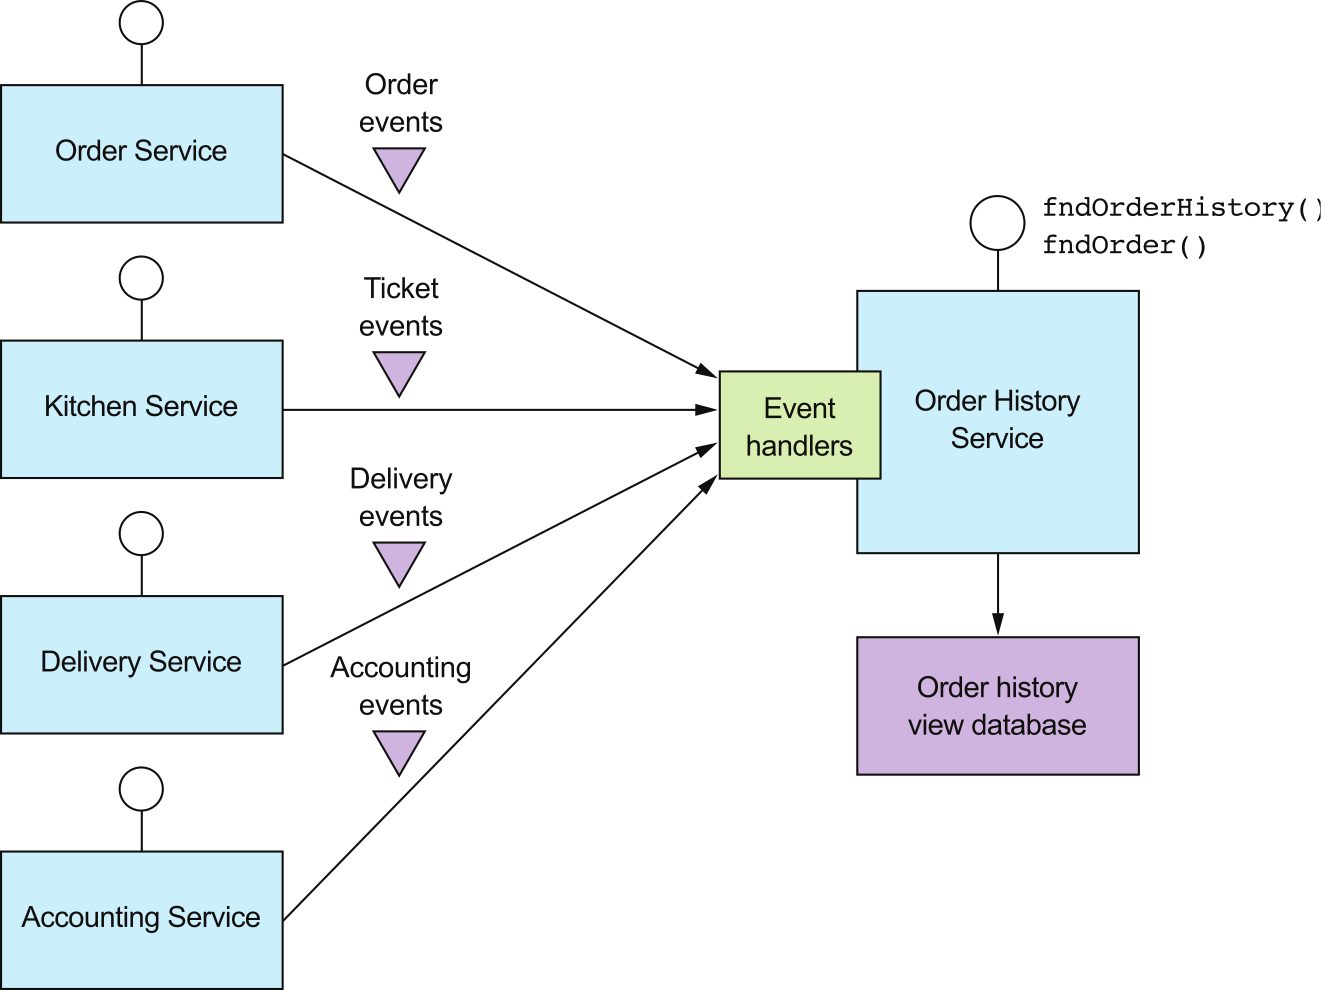 Order
events
Order Service
fndOrderHistory()
fndOrder()
Ticket
events
Kitchen Service
Event
handlers
Order History
Service
Delivery
events
Delivery Service
Accounting
events
Order history
view database
Accounting Service